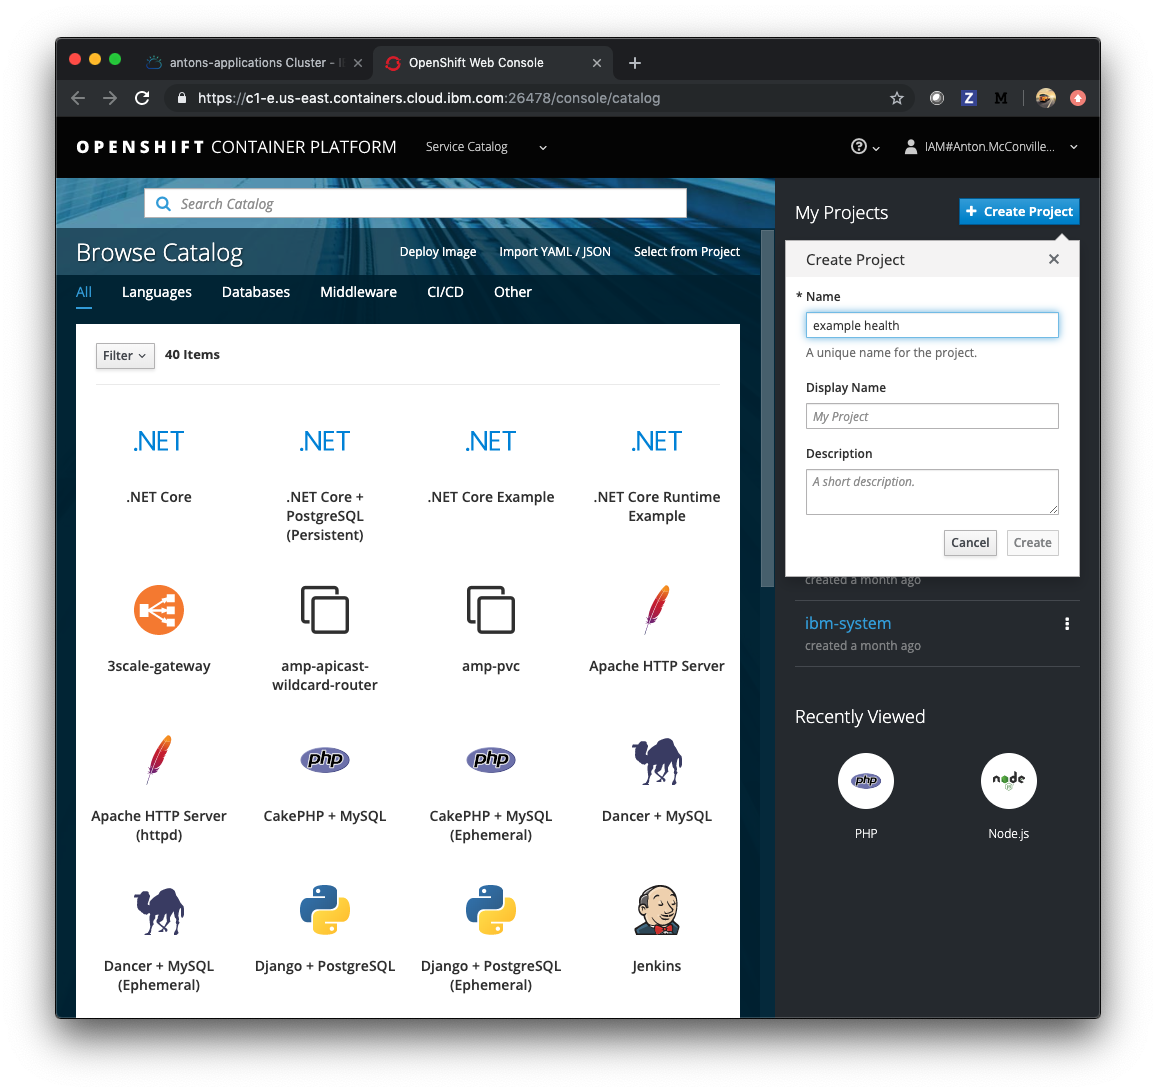 antons-applications Cluster - I
OpenShift Web Console
https://c1-e.us-east.containers.cloud.ibm.com:26478/console/catalog
Z
M
OPENSHIFT CONTAINER PLATFORM
Service Catalog
IAM#Anton.McConville...
Search Catalog
My Projects
+ Create Project
Browse Catalog
Deploy Image
Import YAML / JSON
Select from Project
All
Languages
Databases
Middleware
CI/CD
Other
Create Project
* Name
example health
A unique name for the project.
Display Name
My Project
Description
A short description.
Cancel
Create
created a month ago
ibm-system
created a month ago
Recently Viewed
php
node
PHP
Node.js
Filter
40 Items
.NET
.NET
.NET
.NET
.NET Core
.NET Core +
PostgreSQL
(Persistent)
.NET Core Example
.NET Core Runtime
Example
3scale-gateway
amp-apicast-
wildcard-router
amp-pvc
Apache HTTP Server
php
php
Apache HTTP Server
(httpd)
CakePHP + MySQL
CakePHP + MySQL
(Ephemeral)
Dancer + MySQL
Dancer + MySQL
(Ephemeral)
Django + PostgreSQL
Django + PostgreSQL
(Ephemeral)
Jenkins